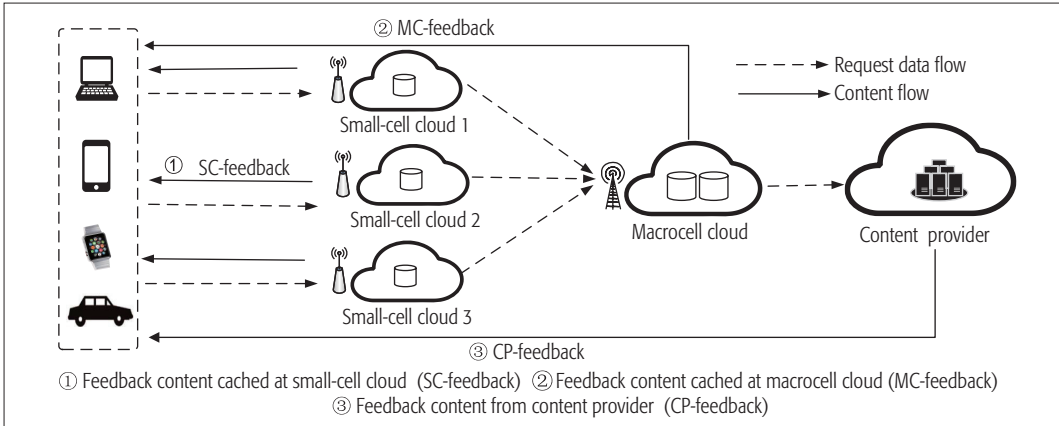 ② MC-feedback
Request data flow
Content flow
Small-cell cloud 1
① SC-feedback
Small-cell cloud 2
Macrocell cloud
Content provider
Small-cell cloud 3
③ CP-feedback
① Feedback content cached at small-cell cloud (SC-feedback) ② Feedback content cached at macrocell cloud (MC-feedback)
③ Feedback content from content provider (CP-feedback)